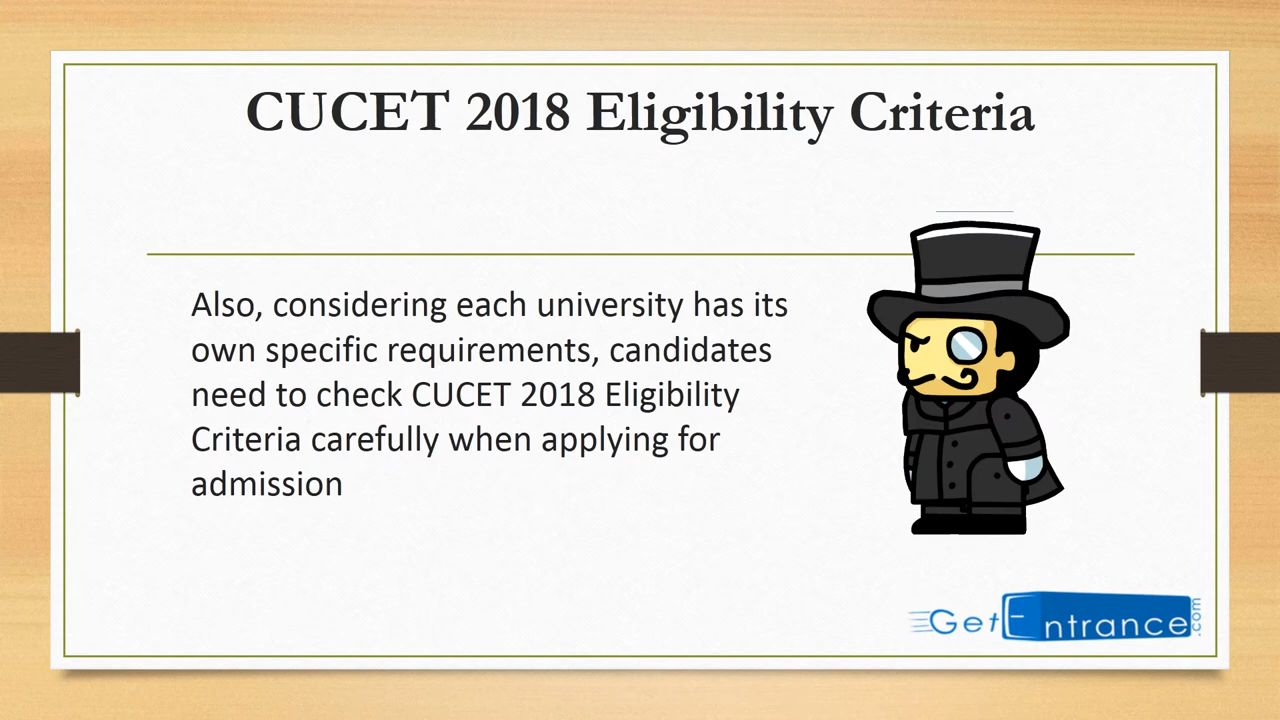 CUCET 2018 Eligibility Criteria
Also, considering each university has its
own specific requirements, candidates
need to check CUCET 2018 Eligibility
Criteria carefully when applying for
admission
GetEntrance.com